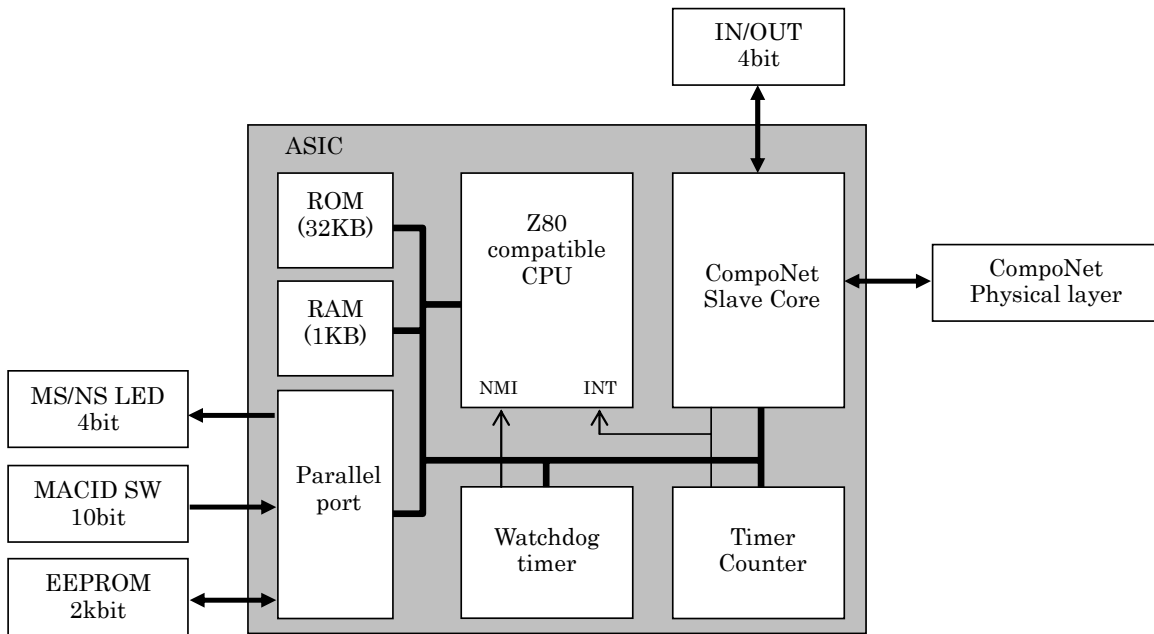 IN/OUT
4bit
ASIC
ROM
(32KB)
Z80
compatible
CPU
CompoNet
Slave Core
CompoNet
Physical layer
RAM
(1KB)
NMI
INT
MS/NS LED
4bit
Parallel
port
MACID SW
10bit
Watchdog
timer
Timer
Counter
EEPROM
2kbit